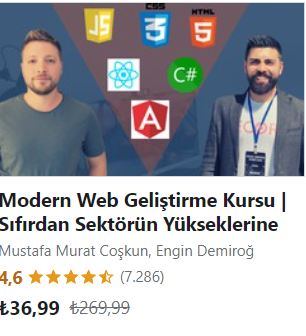 JS
CSS
3
HTML
5
C#
A
Modern Web Geliştirme Kursu |
Sıfırdan Sektörün Yükseklerine
Mustafa Murat Coşkun, Engin Demiroğ
4,6 (7.286)
₺36,99 ₺269,99